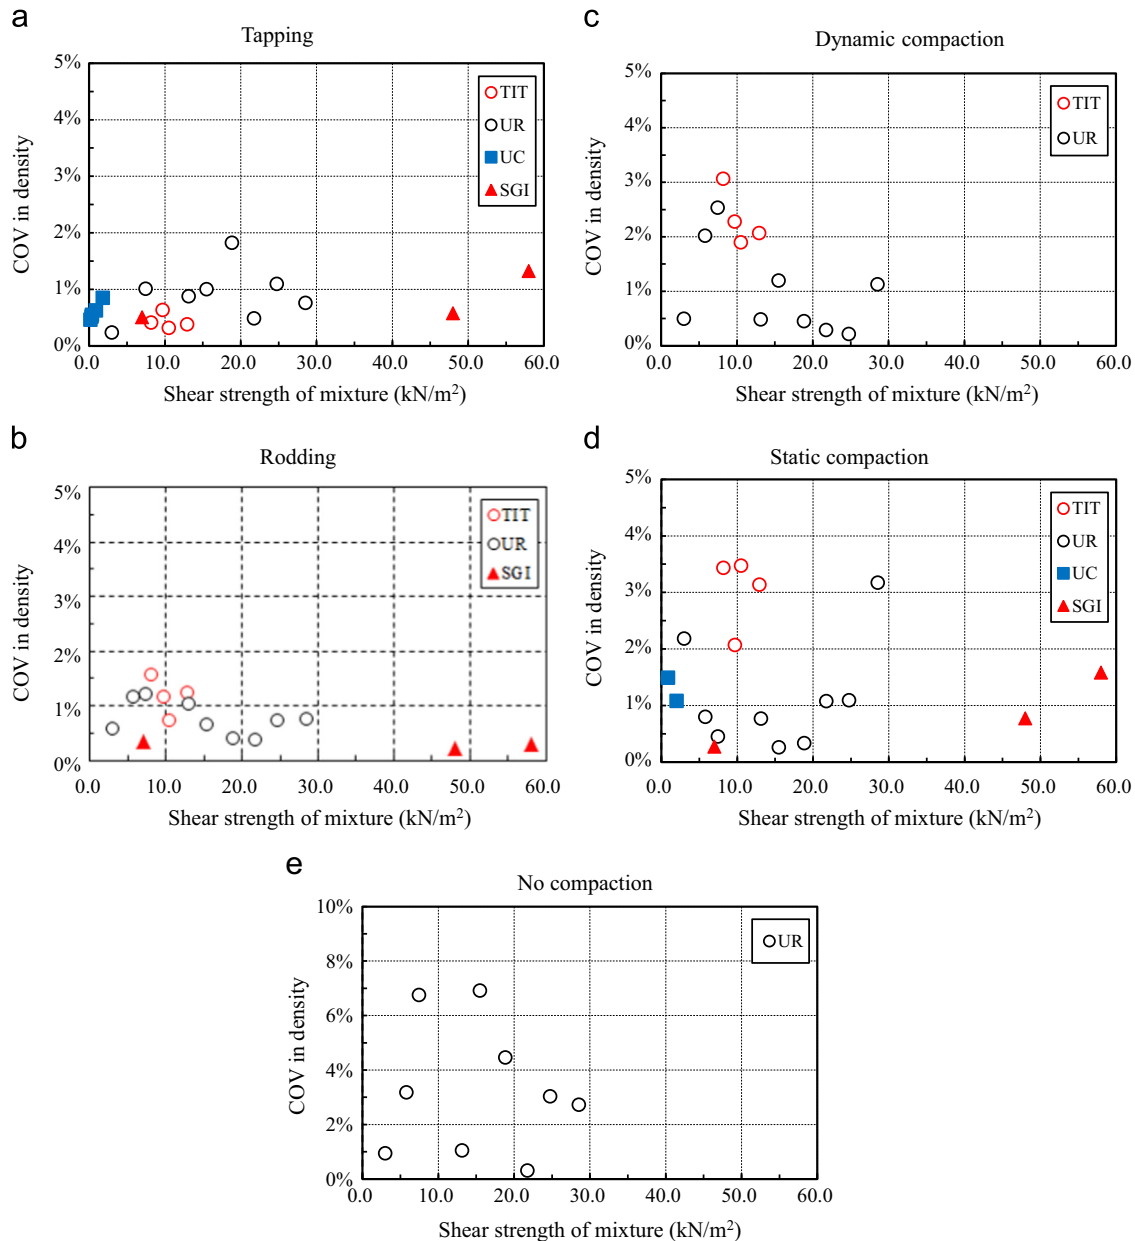 a
Tapping
5%
4%
3%
2%
1%
0%
COV in density
TIT
UR
UC
SGI
0.0 10.0 20.0 30.0 40.0 50.0 60.0
Shear strength of mixture (kN/m²)
b
Rodding
5%
4%
3%
2%
1%
0%
COV in density
TIT
UR
SGI
0.0 10.0 20.0 30.0 40.0 50.0 60.0
Shear strength of mixture (kN/m²)
c
Dynamic compaction
5%
4%
3%
2%
1%
0%
COV in density
TIT
UR
0.0 10.0 20.0 30.0 40.0 50.0 60.0
Shear strength of mixture (kN/m²)
d
Static compaction
5%
4%
3%
2%
1%
0%
COV in density
TIT
UR
UC
SGI
0.0 10.0 20.0 30.0 40.0 50.0 60.0
Shear strength of mixture (kN/m²)
e
No compaction
10%
8%
6%
4%
2%
0%
COV in density
UR
0.0 10.0 20.0 30.0 40.0 50.0 60.0
Shear strength of mixture (kN/m²)